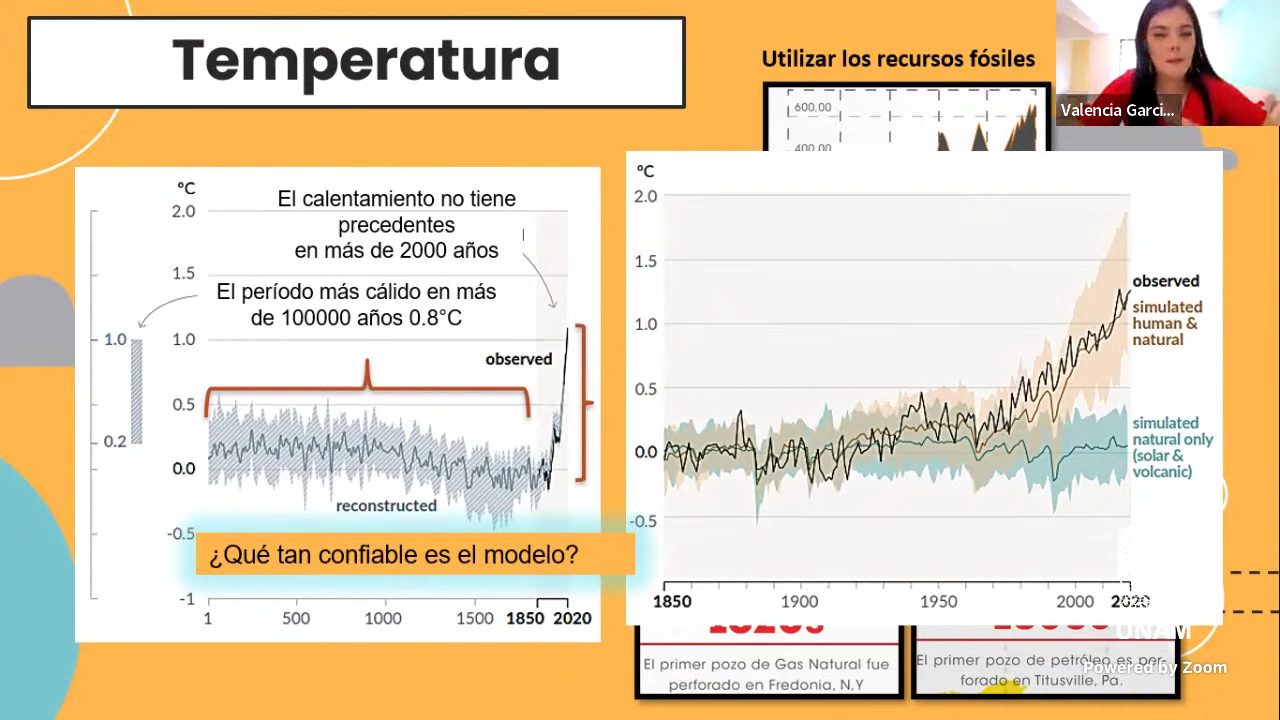 Temperatura
Utilizar los recursos fósiles
600.00
400.00
Valencia Garci...
°C
El calentamiento no tiene
precedentes
en más de 2000 años
El período más cálido en más
de 100000 años 0.8°C
2.0
1.5
1.0
0.5
0.0
-0.5
-1
1.0
0.2
observed
reconstructed
¿Qué tan confiable es el modelo?
1 500 1000 1500 1850 2020
°C
2.0
1.5
1.0
0.5
0.0
-0.5
observed
simulated
human &
natural
simulated
natural only
(solar &
volcanic)
1850 1900 1950 2000 2020
El primer pozo de Gas Natural fue
perforado en Fredonia, N,Y
El primer pozo de petróleo es per-
forado en Titusville, Pa.
UNAM
Powered by Zoom